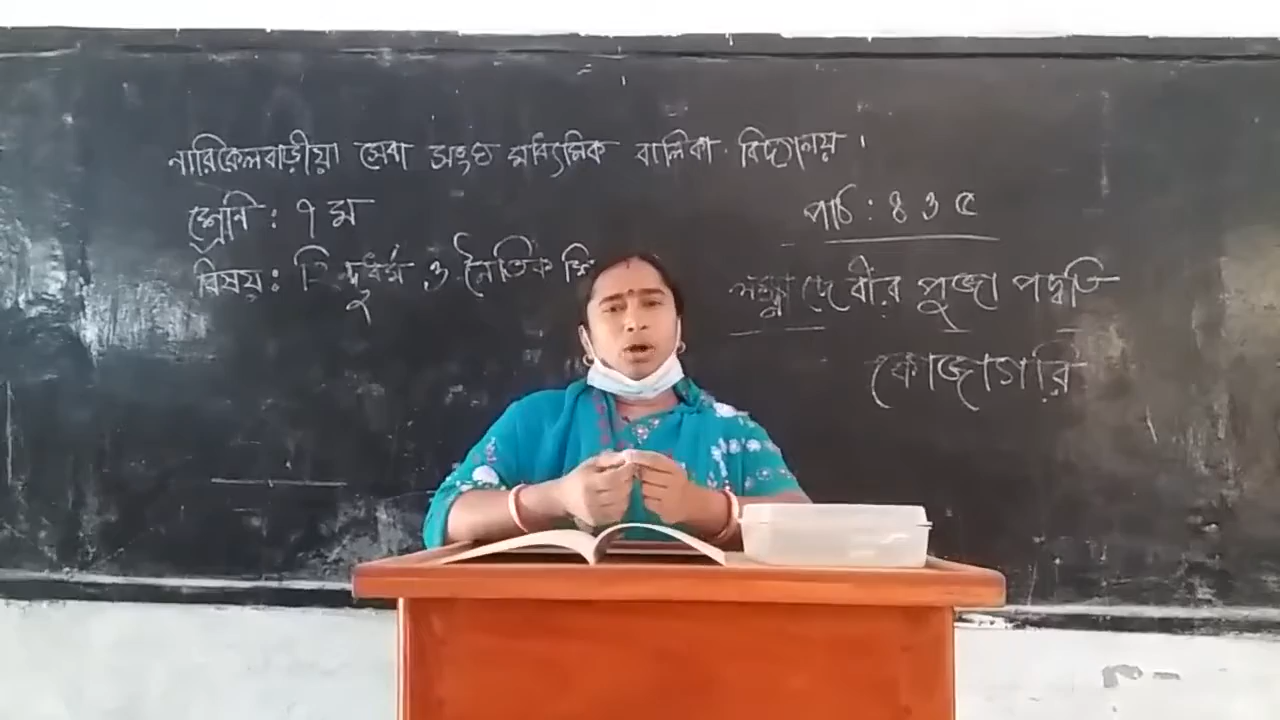 নারিকেলবাড়ীয়া সেবা সংঘ মাধ্যমিক বালিকা বিদ্যালয়।
শ্রেনি : ৭ম
বিষয় : হিন্দুধর্ম ও নৈতিক শি
পাঠ : ৪ ও ৫
লক্ষ্মী দেবীর পূজা পদ্ধতি
কোজাগরি